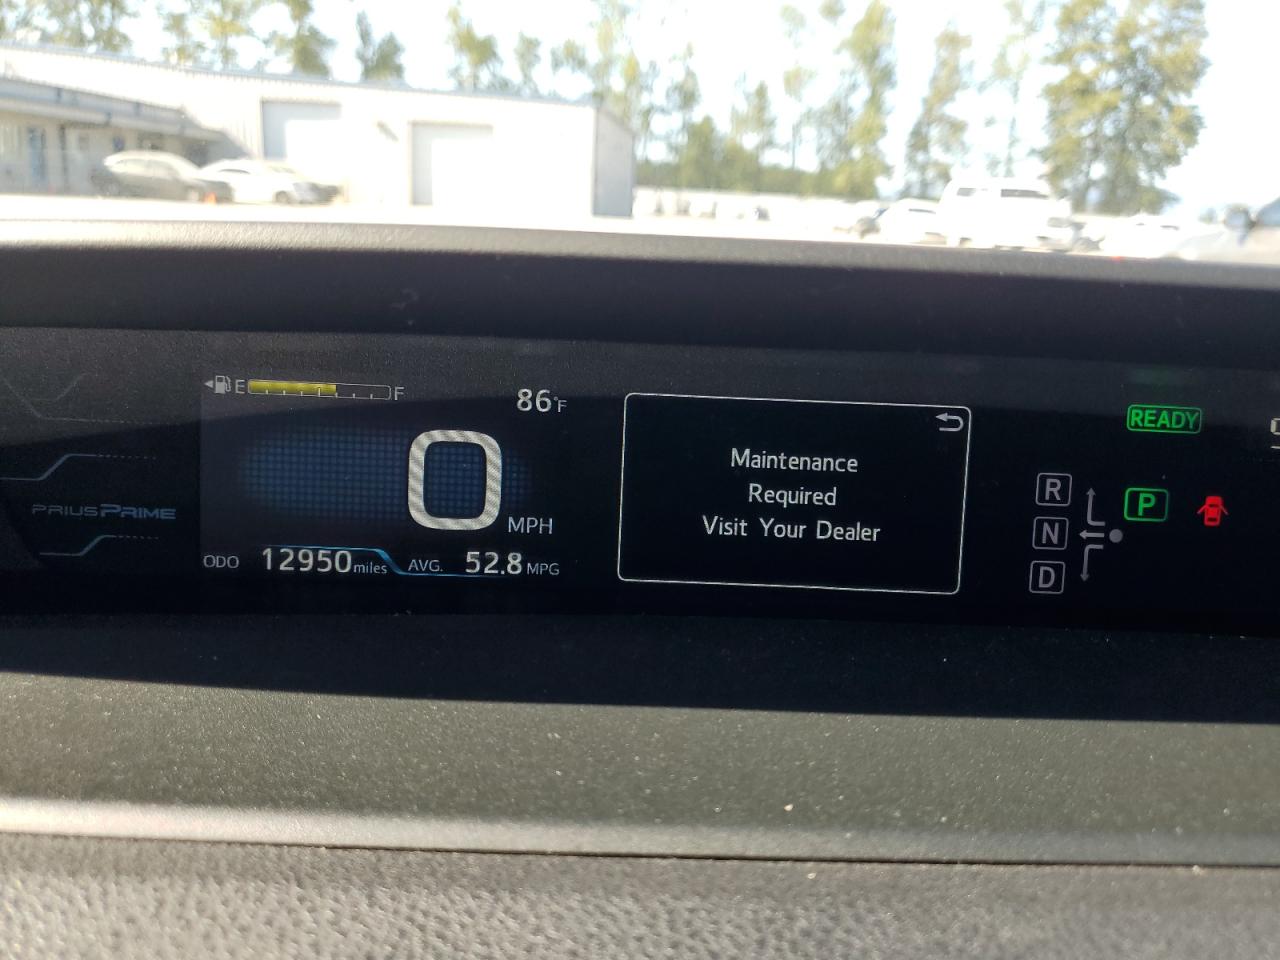 PRIUS PRIME
E F
86°F
0 MPH
ODO 12950 miles AVG. 52.8 MPG
Maintenance
Required
Visit Your Dealer
READY
R
N
D
P